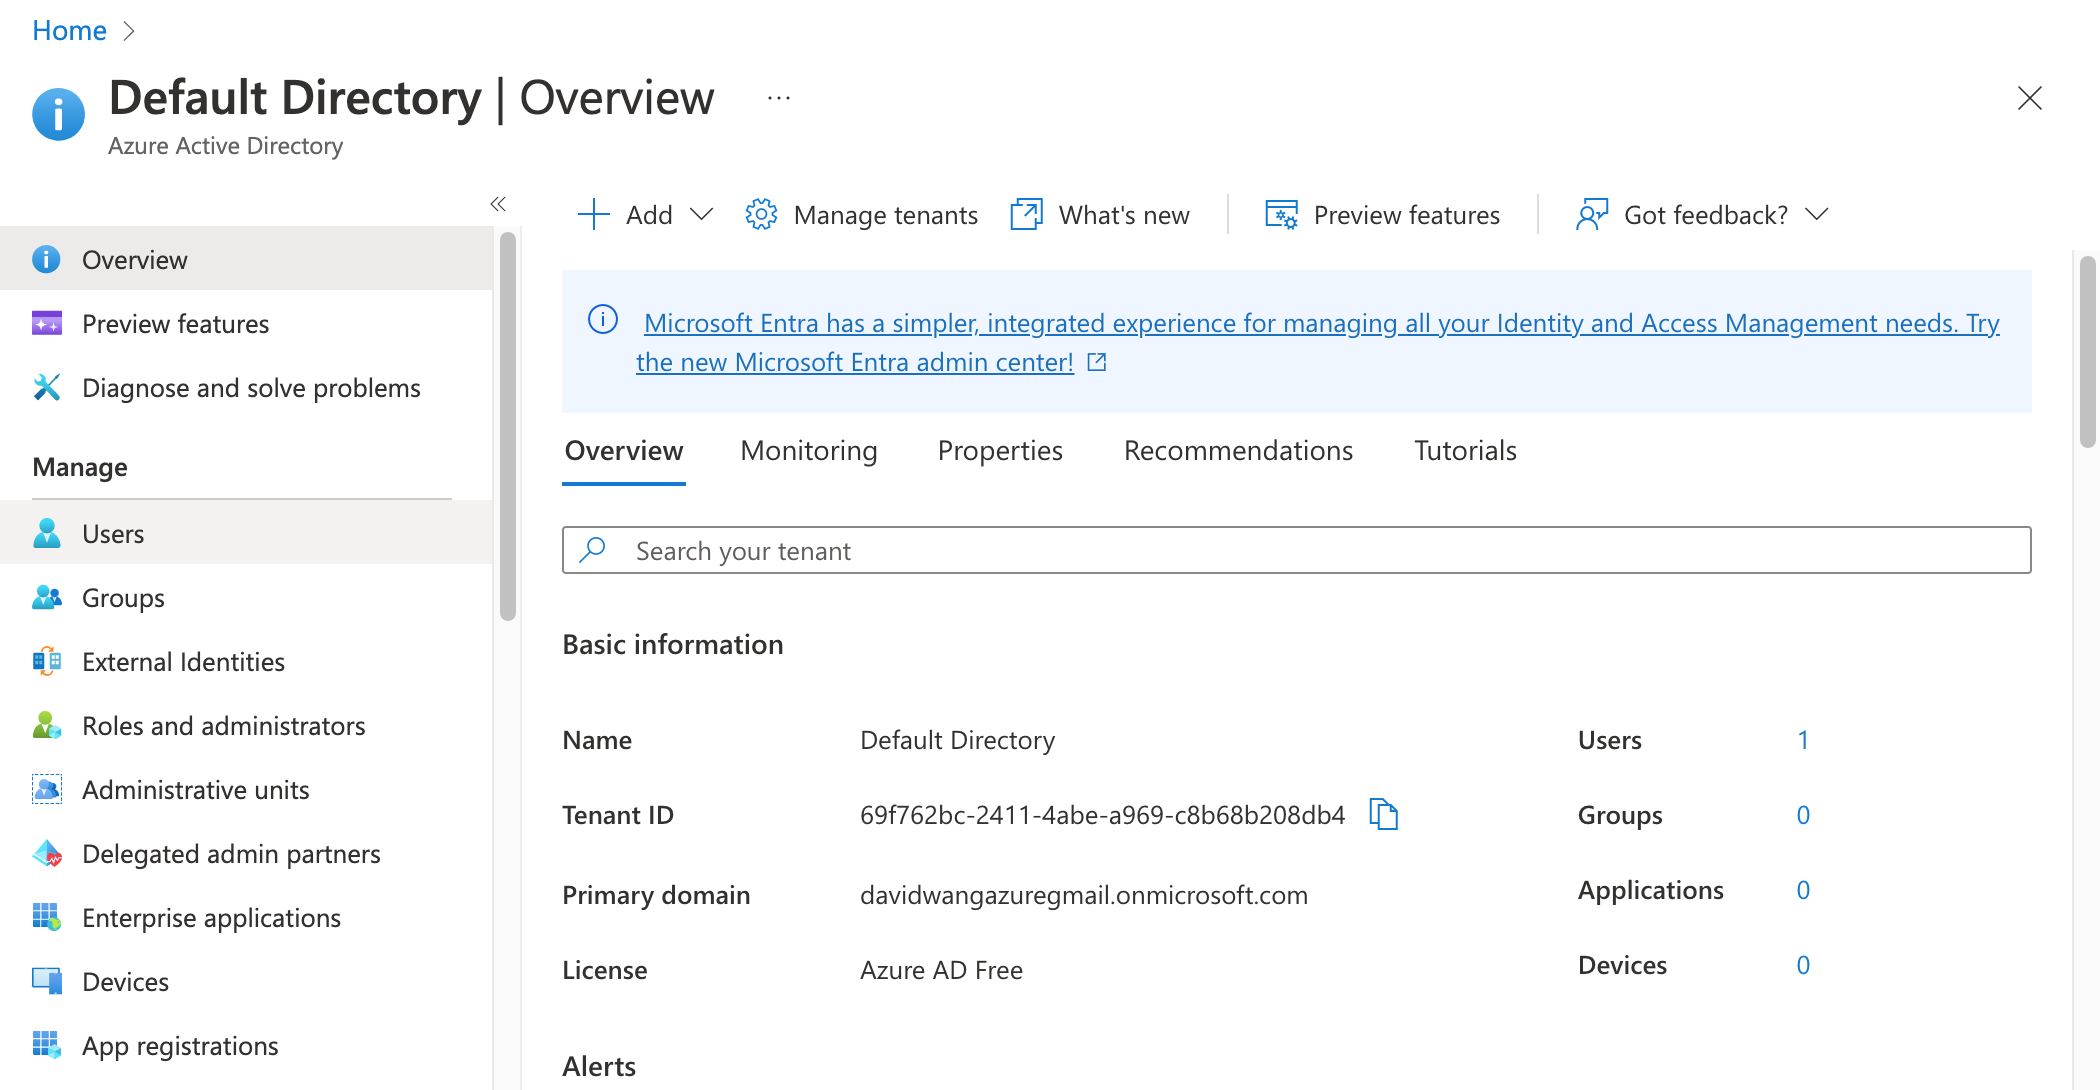 Home
Default Directory | Overview ...
Azure Active Directory
Add
Manage tenants
What's new
Preview features
Got feedback?
Overview
Preview features
Diagnose and solve problems
Manage
Users
Groups
External Identities
Roles and administrators
Administrative units
Delegated admin partners
Enterprise applications
Devices
App registrations
Microsoft Entra has a simpler, integrated experience for managing all your Identity and Access Management needs. Try
the new Microsoft Entra admin center!
Overview
Monitoring
Properties
Recommendations
Tutorials
Search your tenant
Basic information
Name Default Directory
Tenant ID 69f762bc-2411-4abe-a969-c8b68b208db4
Primary domain davidwangazuregmail.onmicrosoft.com
License Azure AD Free
Users 1
Groups 0
Applications 0
Devices 0
Alerts